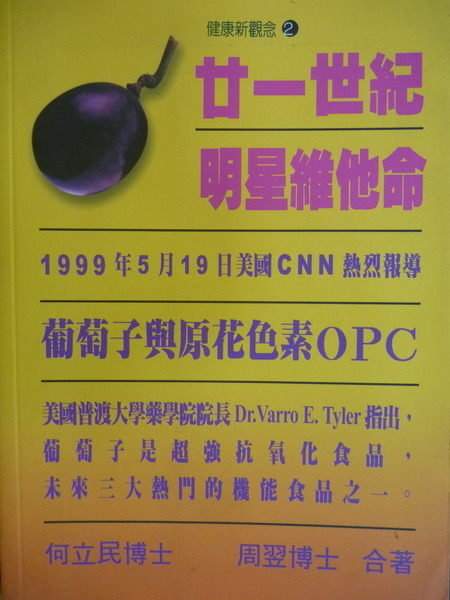 健康新觀念 ❷
廿一世紀
明星維他命
1999年5月19日美國CNN熱烈報導
葡萄子與原花色素OPC
美國普渡大學藥學院院長Dr.Varro E. Tyler指出，
葡萄子是超強抗氧化食品，
未來三大熱門的機能食品之一。
何立民博士 周翌博士 合著